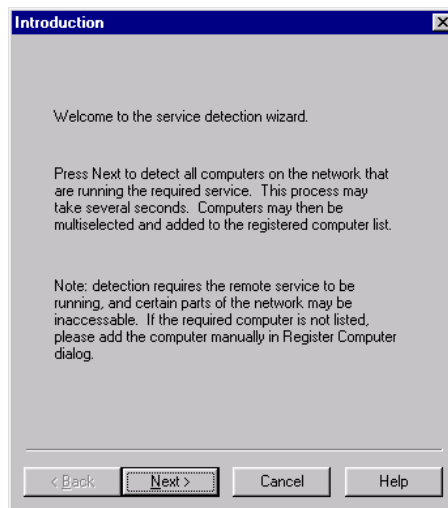 Introduction
Welcome to the service detection wizard.
Press Next to detect all computers on the network that
are running the required service. This process may
take several seconds. Computers may then be
multiselected and added to the registered computer list.
Note: detection requires the remote service to be
running, and certain parts of the network may be
inaccessable. If the required computer is not listed,
please add the computer manually in Register Computer
dialog.
< Back Next > Cancel Help